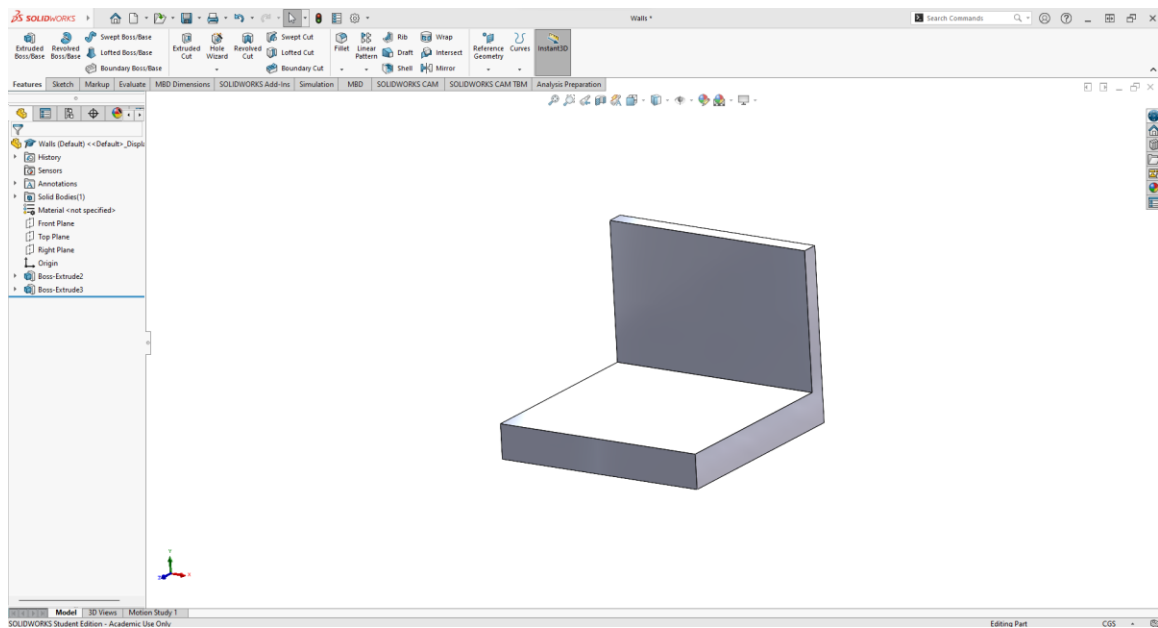 SOLIDWORKS
Walls *
Search Commands
Extruded Boss/Base
Revolved Boss/Base
Swept Boss/Base
Lofted Boss/Base
Boundary Boss/Base
Extruded Cut
Hole Wizard
Revolved Cut
Swept Cut
Lofted Cut
Boundary Cut
Fillet
Linear Pattern
Rib
Draft
Shell
Wrap
Intersect
Mirror
Reference Geometry
Curves
Instant3D
Features Sketch Markup Evaluate MBD Dimensions SOLIDWORKS Add-Ins Simulation MBD SOLIDWORKS CAM SOLIDWORKS CAM TBM Analysis Preparation
Walls (Default) <<Default>_Displ
History
Sensors
Annotations
Solid Bodies(1)
Material <not specified>
Front Plane
Top Plane
Right Plane
Origin
Boss-Extrude2
Boss-Extrude3
Model 3D Views Motion Study 1
SOLIDWORKS Student Edition - Academic Use Only
Editing Part
CGS